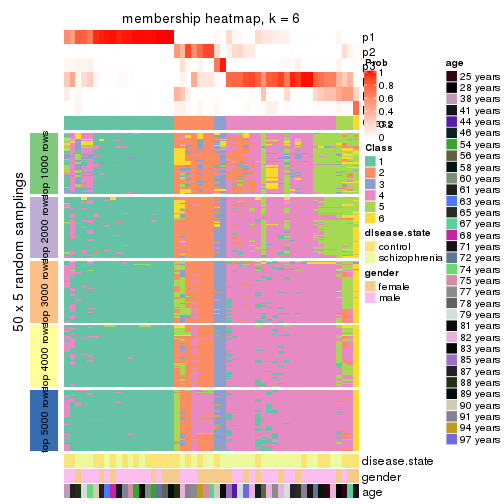 membership heatmap, k = 6
p1
p2
p3
Prob
1
0.8
0.6
0.4
0.2
0
Class
1
2
3
4
5
6
disease.state
control
schizophrenia
gender
female
male
age
25 years
28 years
38 years
41 years
44 years
46 years
54 years
56 years
58 years
60 years
61 years
63 years
65 years
67 years
68 years
71 years
72 years
74 years
75 years
77 years
78 years
79 years
81 years
82 years
83 years
85 years
87 years
88 years
89 years
90 years
91 years
94 years
97 years
50 x 5 random samplings
top 1000 rows
top 2000 rows
top 3000 rows
top 4000 rows
top 5000 rows
disease.state
gender
age